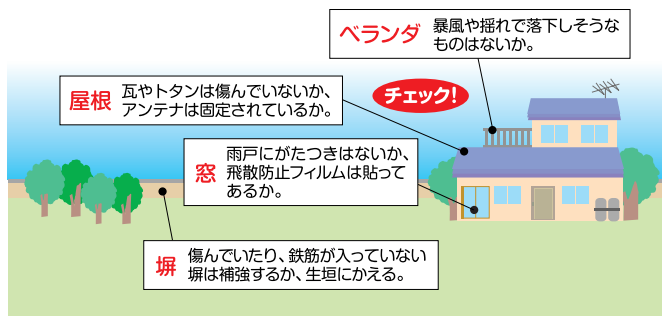 ベランダ
暴風や揺れで落下しそうな
ものはないか。
チェック!
屋根
瓦やトタンは傷んでいないか、
アンテナは固定されているか。
窓
雨戸にがたつきはないか、
飛散防止フィルムは貼って
あるか。
塀
傷んでいたり、鉄筋が入っていない
塀は補強するか、生垣にかえる。